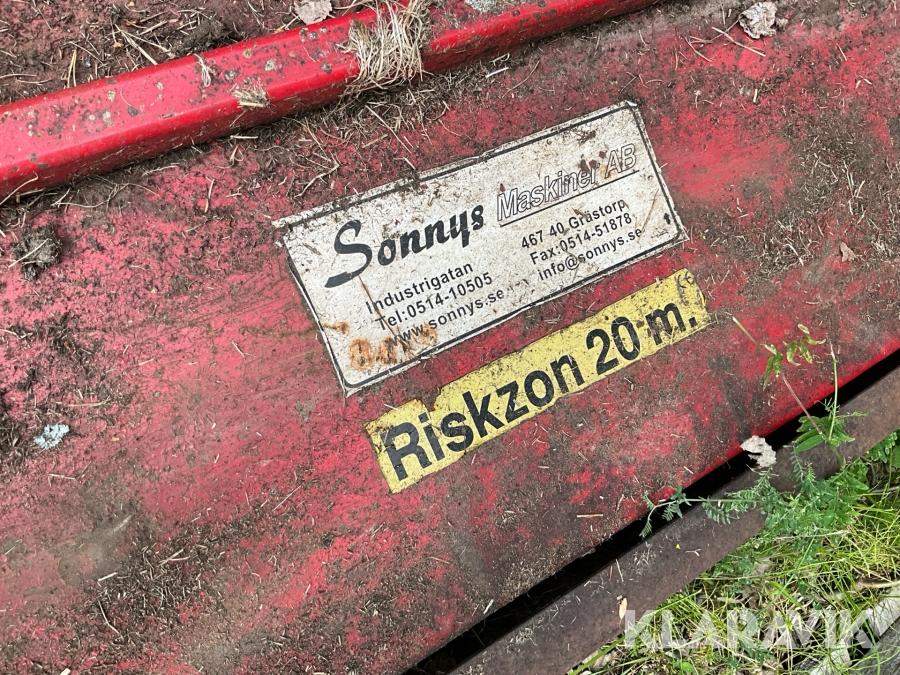 Sonnys Maskiner AB
Industrigatan 467 40 Grästorp
Tel:0514-10505 Fax:0514-51878
www.sonnys.se info@sonnys.se
Riskzon 20 m.
KLARAVIK